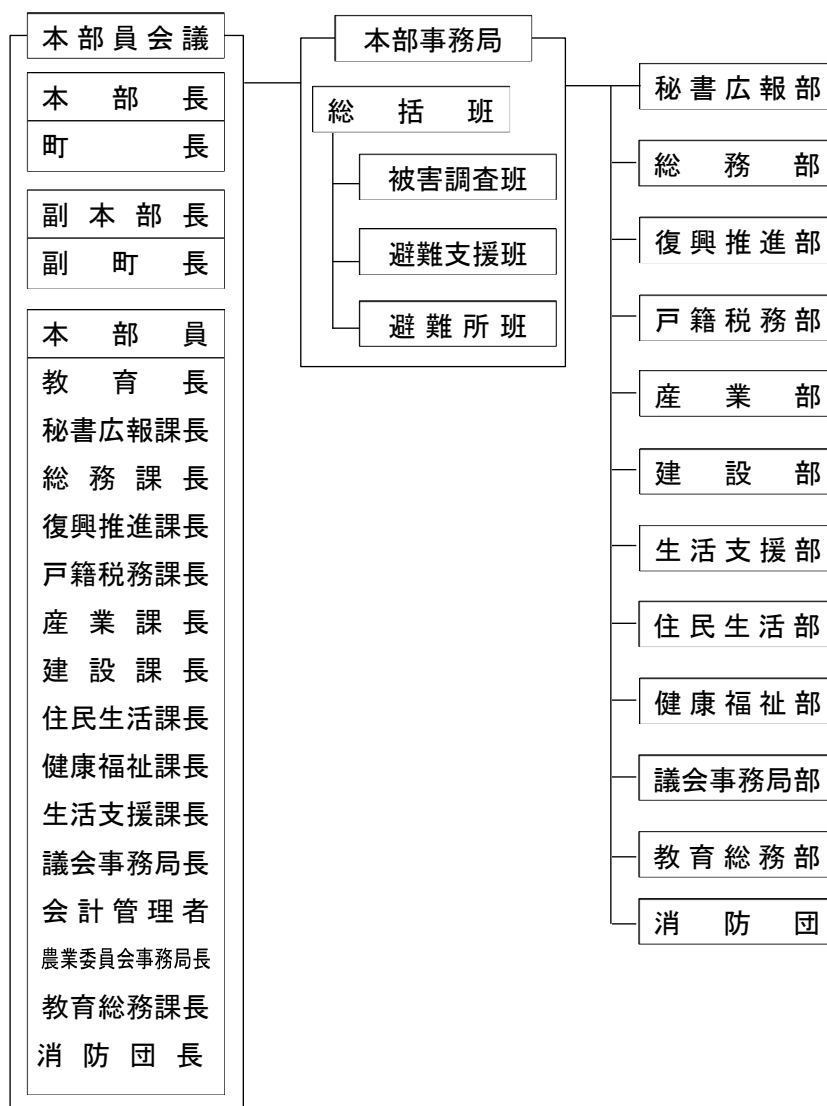 本部員会議
本部長
町長
副本部長
副町長
本部員
教育長
秘書広報課長
総務課長
復興推進課長
戸籍税務課長
産業課長
建設課長
住民生活課長
健康福祉課長
生活支援課長
議会事務局長
会計管理者
農業委員会事務局長
教育総務課長
消防団長
本部事務局
総括班
被害調査班
避難支援班
避難所班
秘書広報部
総務部
復興推進部
戸籍税務部
産業部
建設部
生活支援部
住民生活部
健康福祉部
議会事務局部
教育総務部
消防団